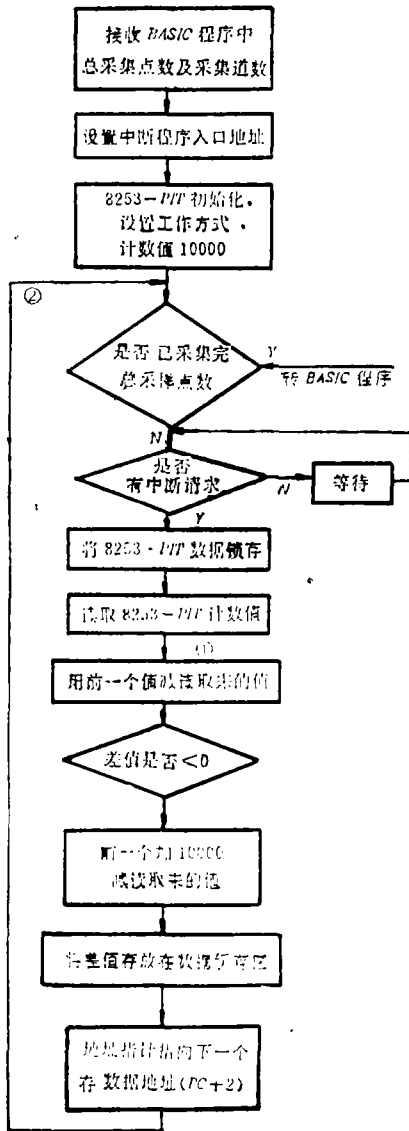 接收 BASIC 程序中
总采集点数及采集道数
设置中断程序入口地址
8253-PIT 初始化,
设置工作方式,
计数值 10000
②
是否已采集完
总采样点数
Y
转 BASIC 程序
N
是否
有中断请求
N
等待
Y
将 8253-PIT 数据锁存
读取 8253-PIT 计数值
(1)
用前一个值减读取来的值
差值是否<0
前一个加 10000
减读取来的值
将差值存放在数据暂存区
地址指针指向下一个
存数据地址(PC+2)